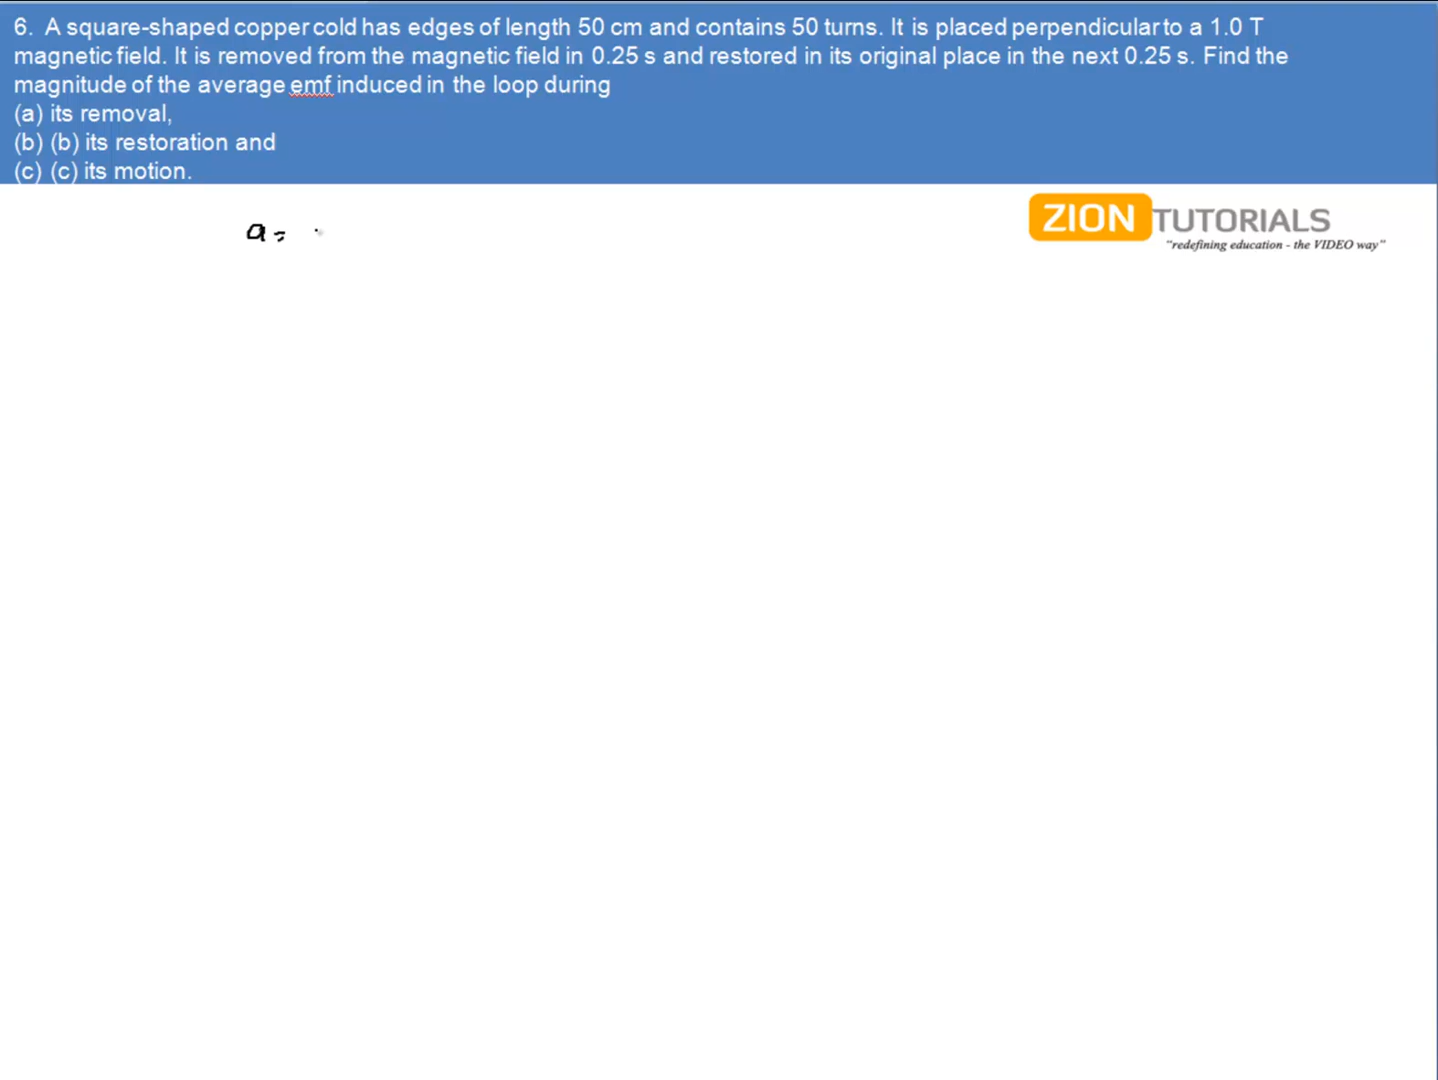 6. A square-shaped copper cold has edges of length 50 cm and contains 50 turns. It is placed perpendicular to a 1.0 T
magnetic field. It is removed from the magnetic field in 0.25 s and restored in its original place in the next 0.25 s. Find the
magnitude of the average emf induced in the loop during
(a) its removal,
(b) (b) its restoration and
(c) (c) its motion.
a =
ZION TUTORIALS
"redefining education - the VIDEO way"